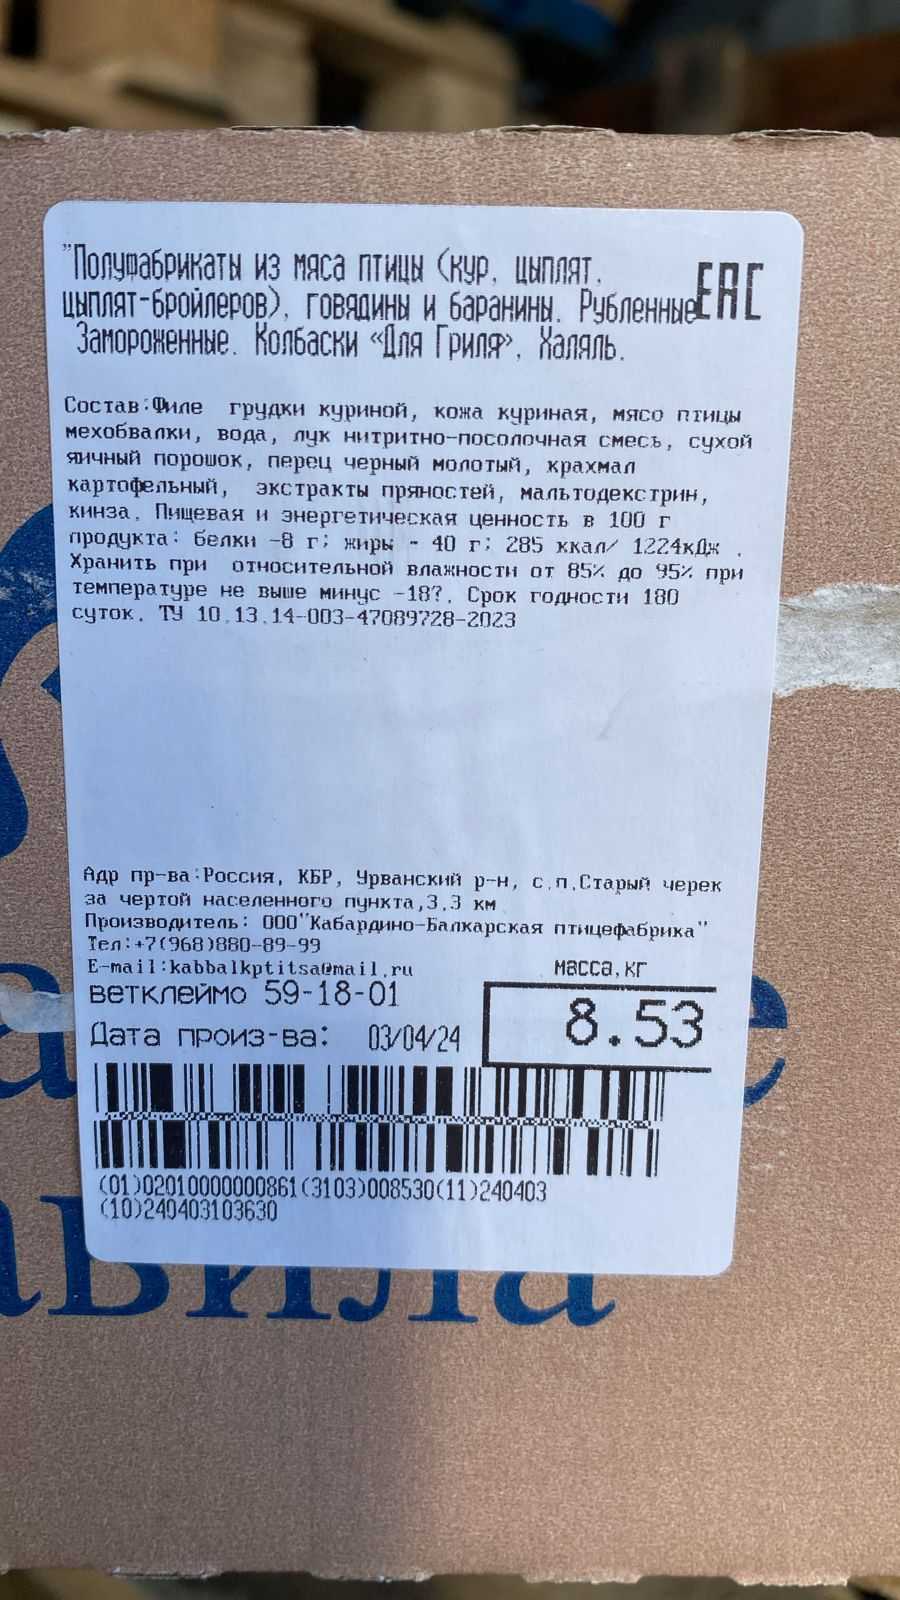 "Полуфабрикаты из мяса птицы (кур, цыплят,
цыплят-бройлеров), говядины и баранины. Рубленные
EAC
Замороженные. Колбаски «Для Гриля». Халяль.
Состав:Филе грудки куриной, кожа куриная, мясо птицы
мехобвалки, вода, лук нитритно-посолочная смесь, сухой
яичный порошок, перец черный молотый, крахмал
картофельный, экстракты пряностей, мальтодекстрин,
кинза. Пищевая и энергетическая ценность в 100 г
продукта: белки -8 г; жиры - 40 г; 285 ккал/ 1224кДж .
Хранить при относительной влажности от 85% до 95% при
температуре не выше минус -18?. Срок годности 180
суток. ТУ 10.13.14-003-47089728-2023
Адр пр-ва:Россия, КБР, Урванский р-н, с.п.Старый черек
за чертой населенного пункта,3.3 км
Производитель: ООО"Кабардино-Балкарская птицефабрика"
Тел:+7(968)880-89-99
E-mail:kabbalkptitsa@mail.ru
масса,кг
ветклеймо 59-18-01
8.53
Дата произ-ва: 03/04/24
(01)02010000000861(3103)008530(11)240403
(10)240403103630
авила